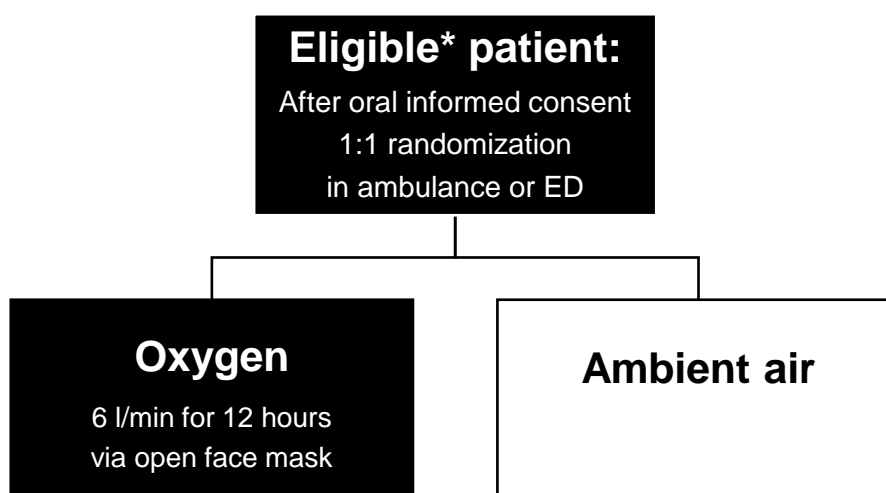 Eligible* patient:
After oral informed consent
1:1 randomization
in ambulance or ED
Oxygen
6 l/min for 12 hours
via open face mask
Ambient air